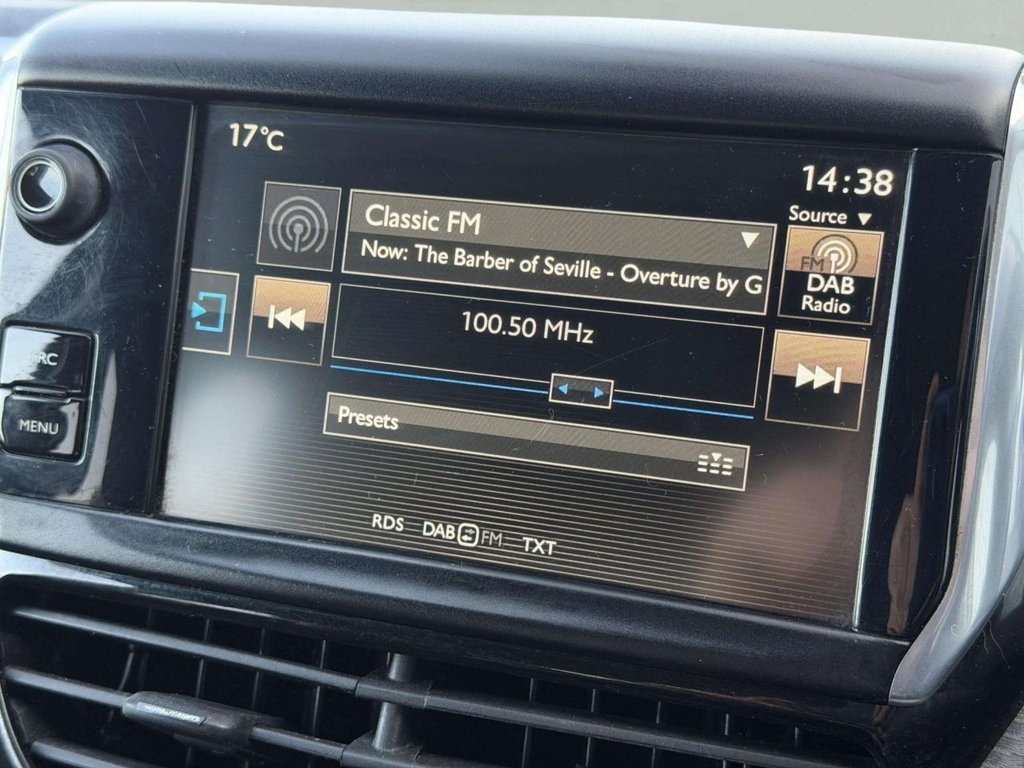 17°C
14:38
Source
Classic FM
Now: The Barber of Seville - Overture by G
FM
DAB
Radio
100.50 MHz
SRC
MENU
Presets
RDS DAB FM TXT